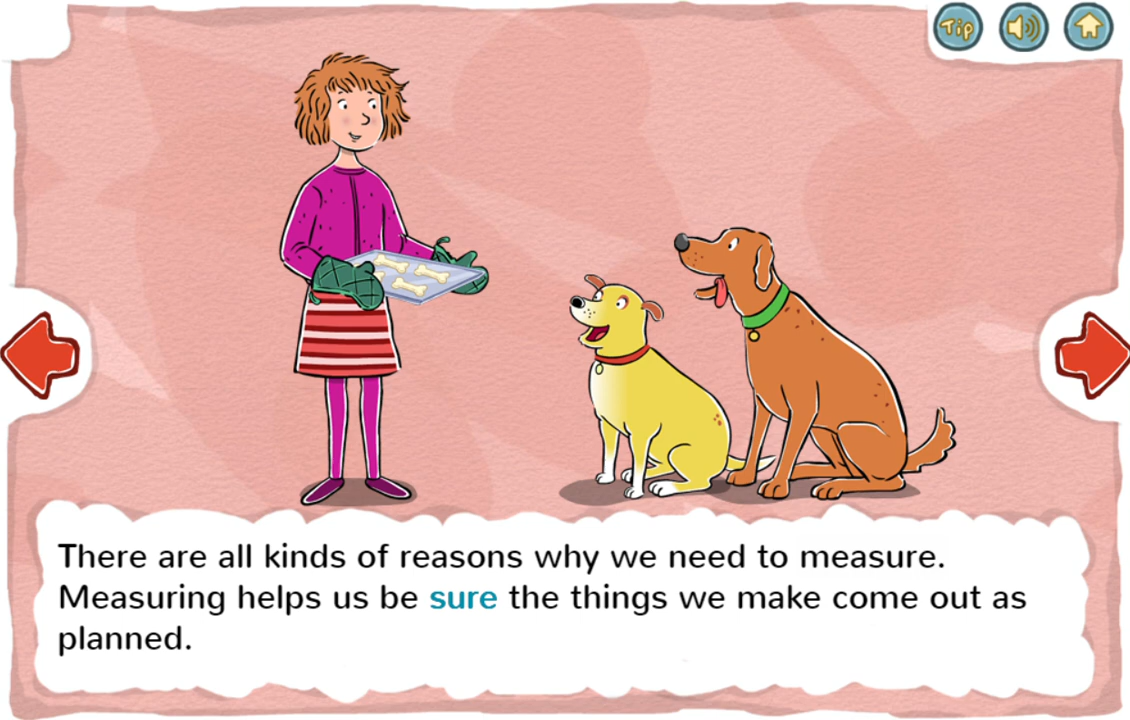 Tip
There are all kinds of reasons why we need to measure.
Measuring helps us be sure the things we make come out as
planned.